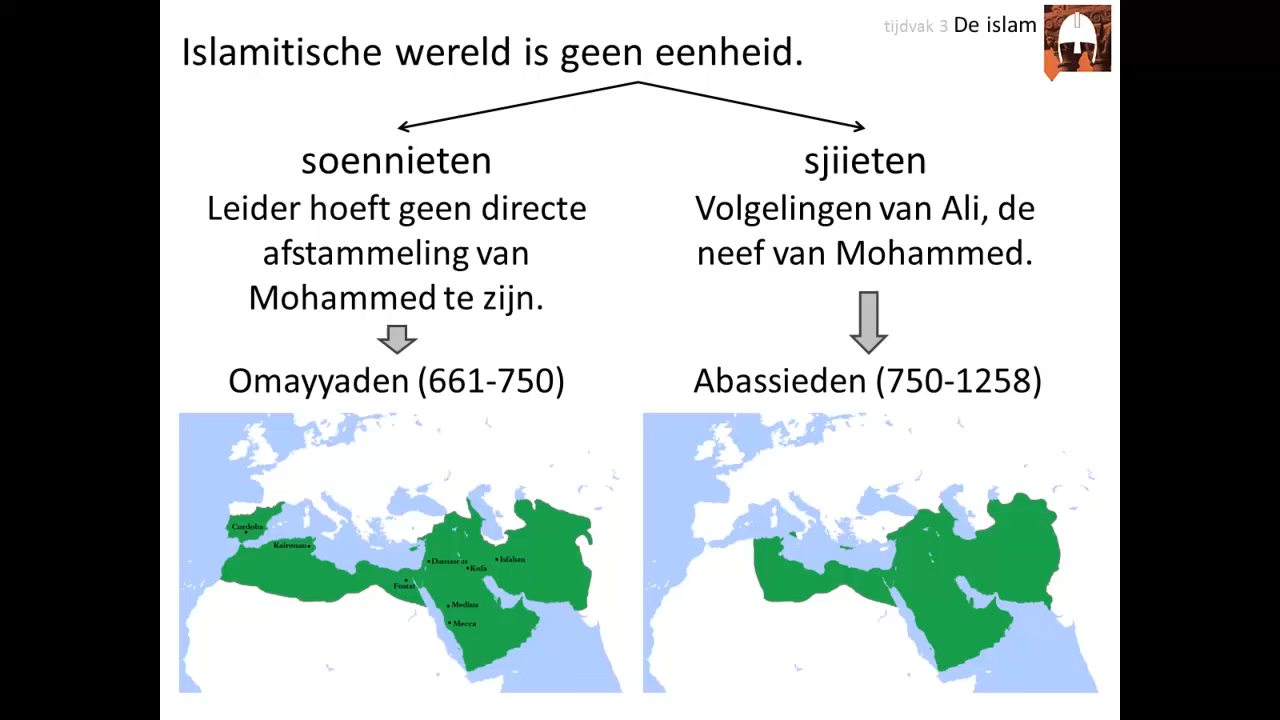 tijdvak 3 De islam
Islamitische wereld is geen eenheid.
soennieten
Leider hoeft geen directe
afstammeling van
Mohammed te zijn.
Omayyaden (661-750)
sjiieten
Volgelingen van Ali, de
neef van Mohammed.
Abassieden (750-1258)
Cordoba
Kairouan
Damascus
Isfahan
Kufa
Fustat
Medina
Mecca